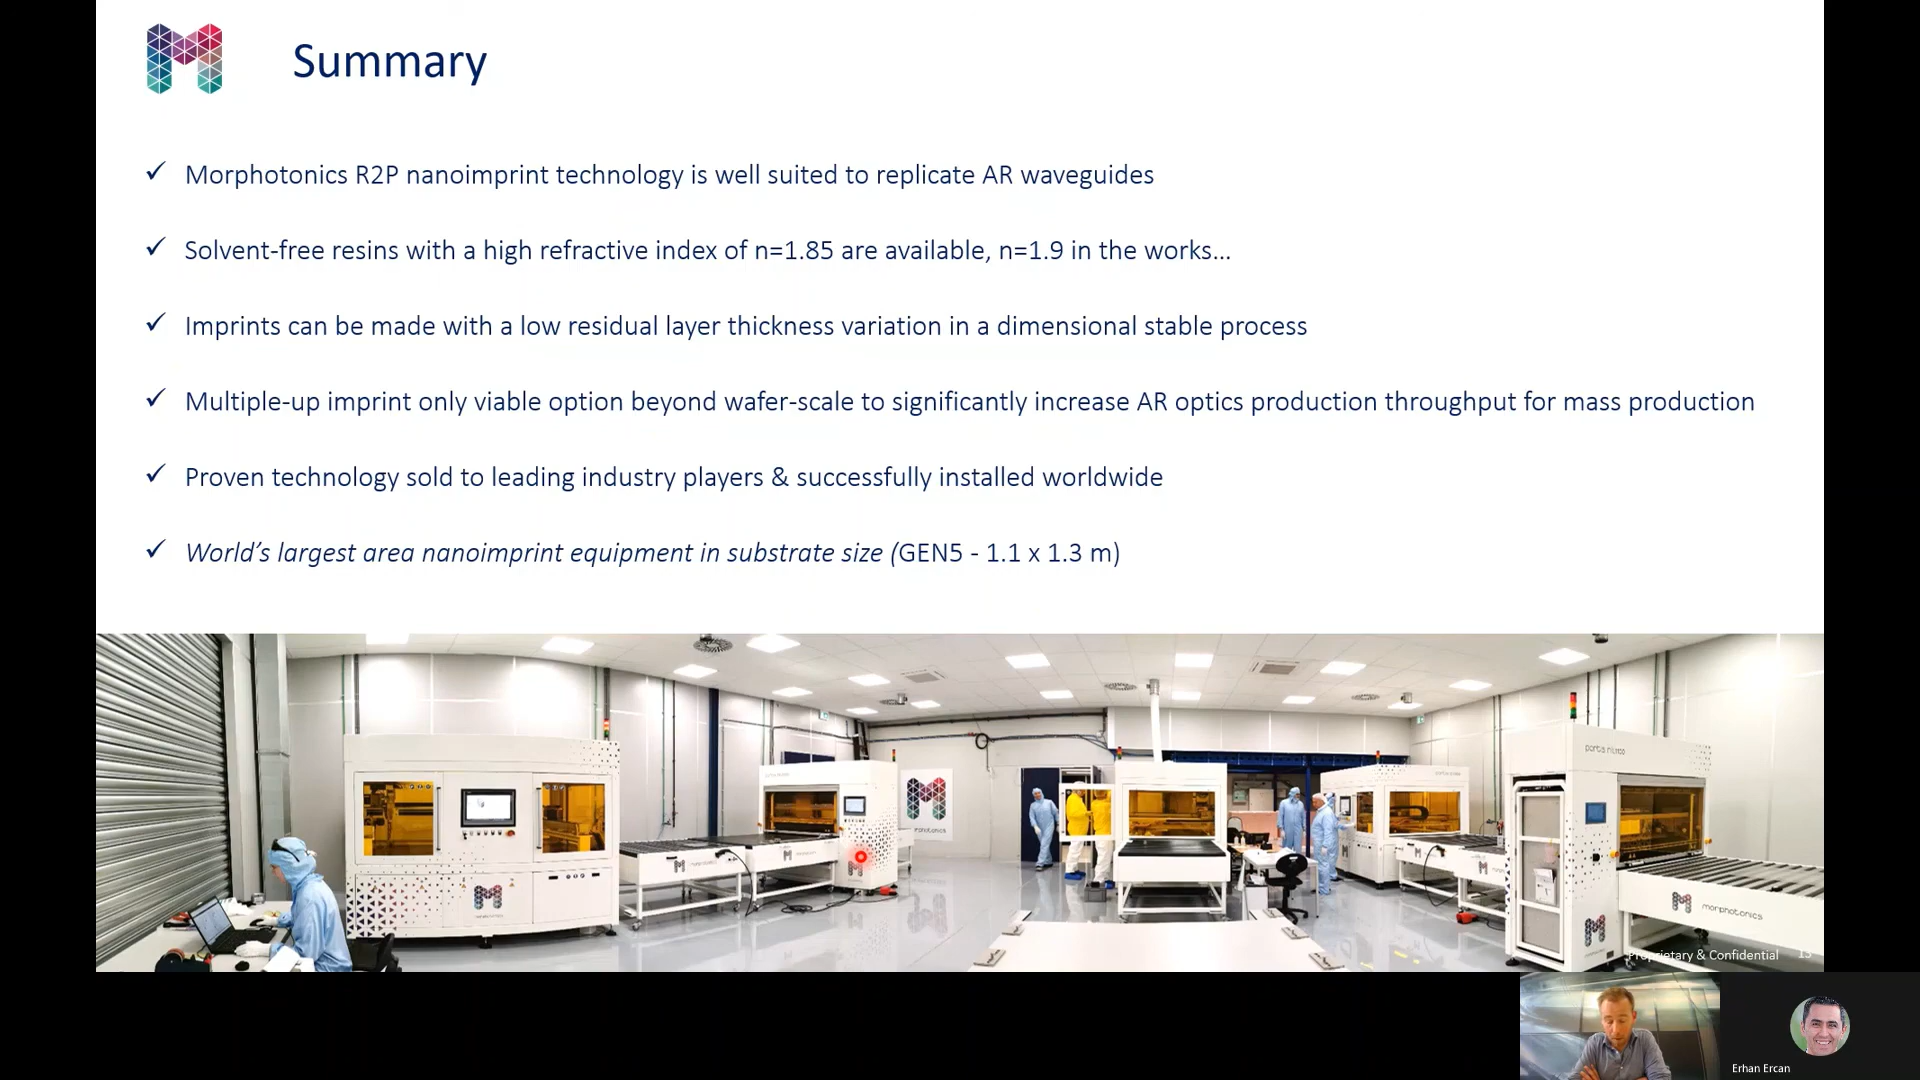 Summary
✓ Morphotonics R2P nanoimprint technology is well suited to replicate AR waveguides
✓ Solvent-free resins with a high refractive index of n=1.85 are available, n=1.9 in the works...
✓ Imprints can be made with a low residual layer thickness variation in a dimensional stable process
✓ Multiple-up imprint only viable option beyond wafer-scale to significantly increase AR optics production throughput for mass production
✓ Proven technology sold to leading industry players & successfully installed worldwide
✓ World's largest area nanoimprint equipment in substrate size (GEN5 - 1.1 x 1.3 m)
morphotonics
morphotonics
Proprietary & Confidential
Erhan Ercan